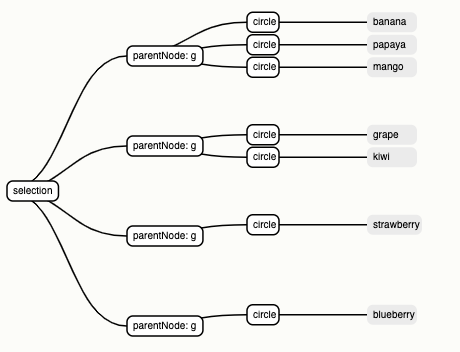 circle banana
circle papaya
parentNode: g
circle mango
circle grape
parentNode: g
circle kiwi
selection
circle strawberry
parentNode: g
circle blueberry
parentNode: g